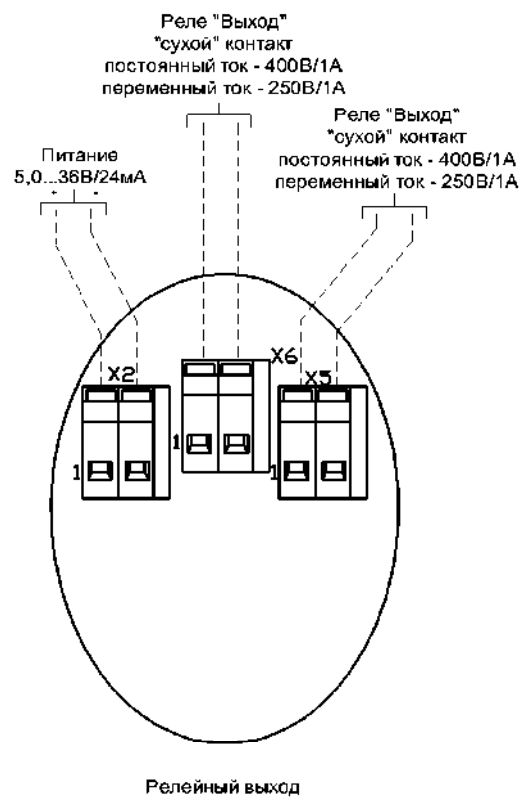 Реле "Выход"
"сухой" контакт
постоянный ток - 400В/1А
переменный ток - 250В/1А
Реле "Выход"
"сухой" контакт
постоянный ток - 400В/1А
переменный ток - 250В/1А
Питание
5,0...36В/24мА
+ -
X6
X2
X5
1
1
1
Релейный выход